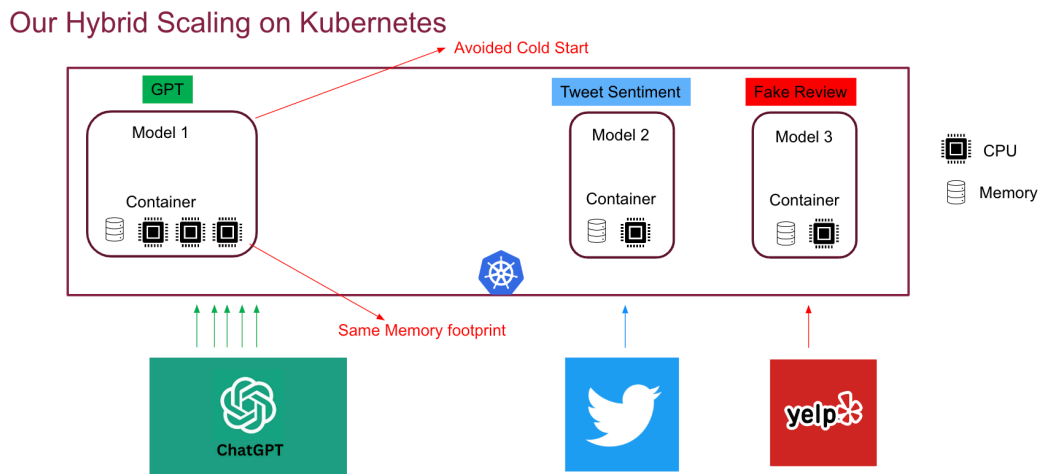 Our Hybrid Scaling on Kubernetes
Avoided Cold Start
GPT
Tweet Sentiment
Fake Review
Model 1
Model 2
Model 3
CPU
Memory
Container
Container
Container
Same Memory footprint
ChatGPT
yelp